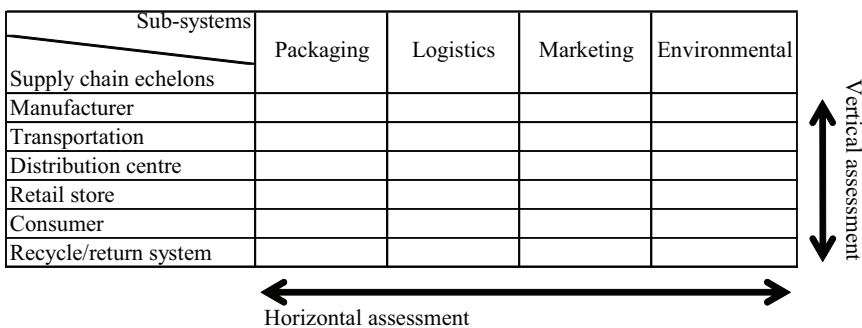 Sub-systems
Packaging Logistics Marketing Environmental
Supply chain echelons
Manufacturer
Transportation
Distribution centre
Retail store
Consumer
Recycle/return system
Vertical assessment
Horizontal assessment